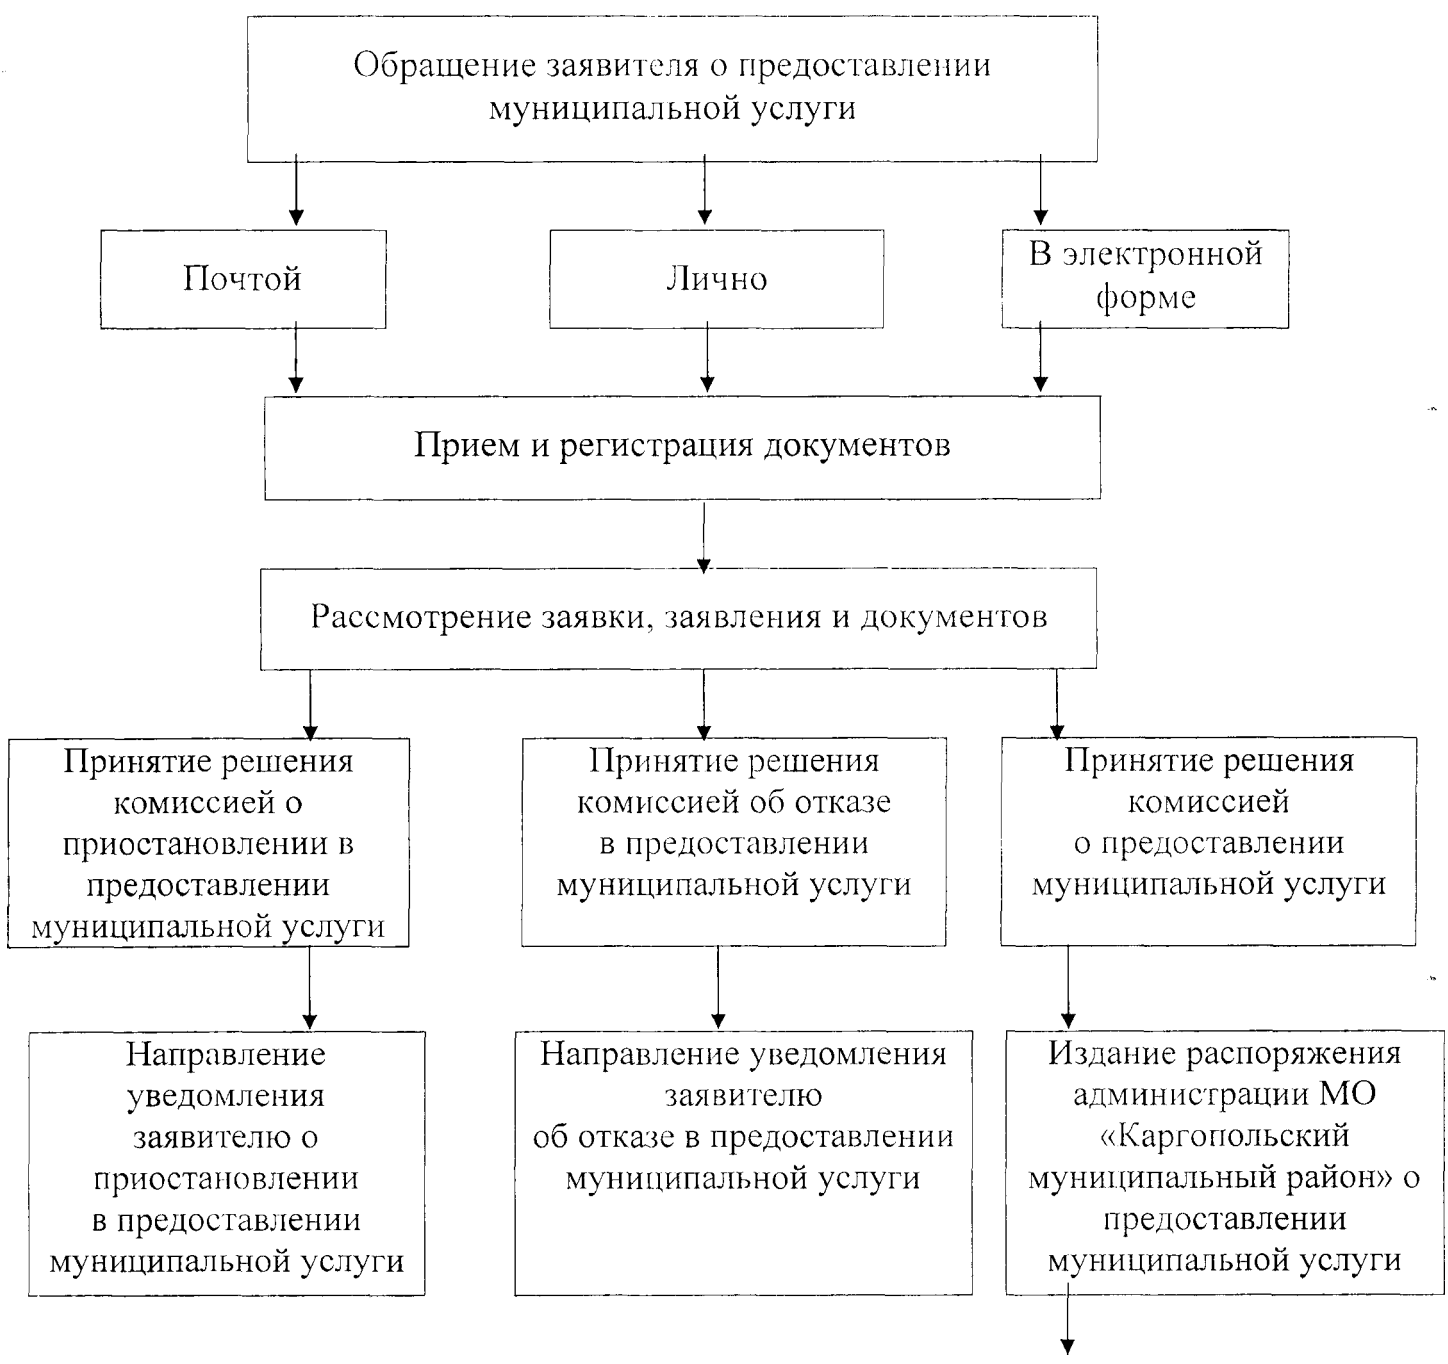 Обращение заявителя о предоставлении
муниципальной услуги
Почтой
Лично
В электронной
форме
Прием и регистрация документов
Рассмотрение заявки, заявления и документов
Принятие решения
комиссией о
приостановлении в
предоставлении
муниципальной услуги
Принятие решения
комиссией об отказе
в предоставлении
муниципальной услуги
Принятие решения
комиссией
о предоставлении
муниципальной услуги
Направление
уведомления
заявителю о
приостановлении
в предоставлении
муниципальной услуги
Направление уведомления
заявителю
об отказе в предоставлении
муниципальной услуги
Издание распоряжения
администрации МО
«Каргопольский
муниципальный район» о
предоставлении
муниципальной услуги